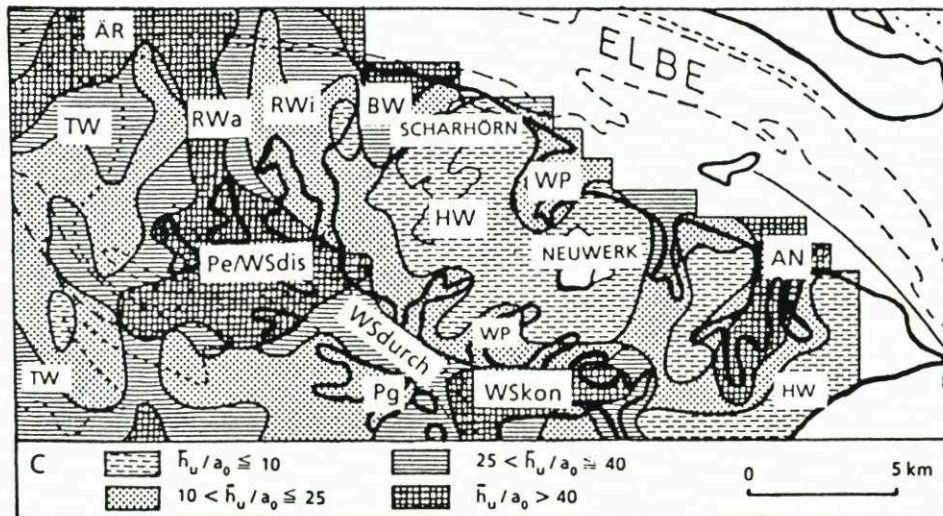 ÄR
ELBE
TW
RWa
RWi
BW
SCHARHÖRN
WP
HW
NEUWERK
AN
Pe/WSdis
WSdurch
WP
TW
Pg
WSkon
HW
C
h̄u/a₀ ≦ 10
25 < h̄u/a₀ ≦ 40
10 < h̄u/a₀ ≦ 25
h̄u/a₀ > 40
0 5 km